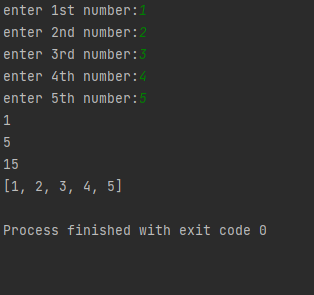 enter 1st number:1
enter 2nd number:2
enter 3rd number:3
enter 4th number:4
enter 5th number:5
1
5
15
[1, 2, 3, 4, 5]
Process finished with exit code 0